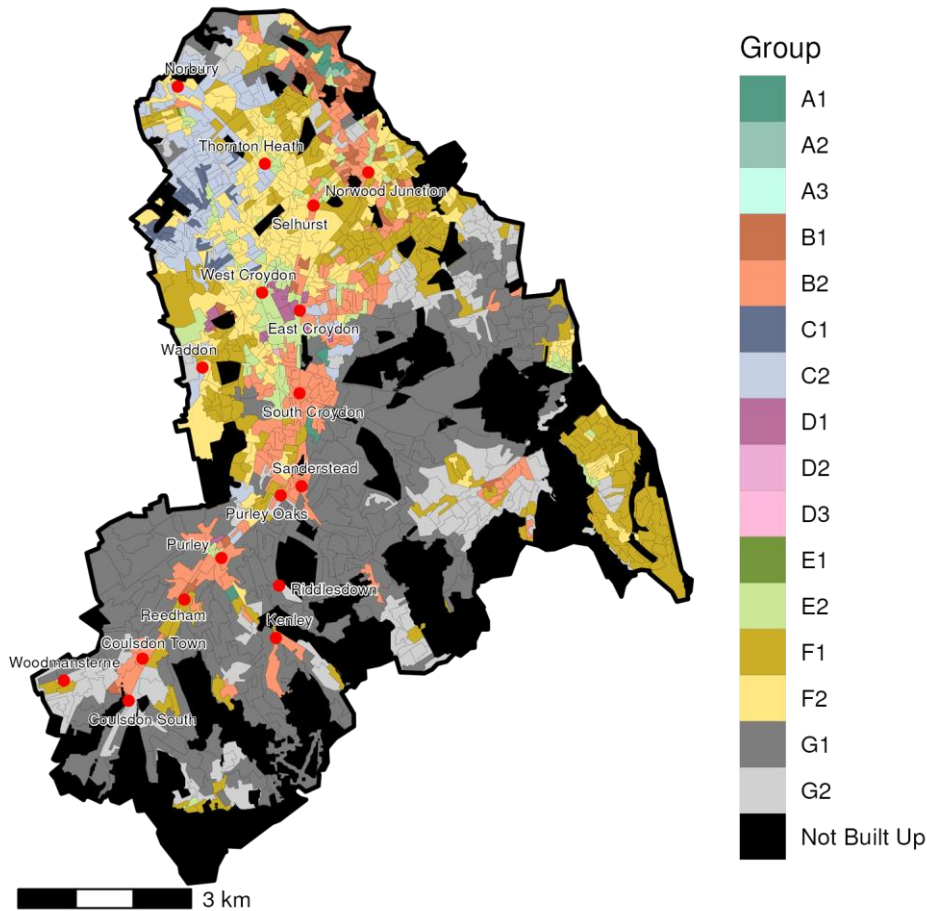 Group
Norbury
A1
A2
Thornton Heath
A3
Norwood Junction
Selhurst
B1
West Croydon
B2
East Croydon
C1
Waddon
C2
South Croydon
D1
Sanderstead
D2
Purley Oaks
D3
Purley
E1
Riddlesdown
E2
Reedham
Kenley
F1
Coulsdon Town
Woodmansterne
F2
Coulsdon South
G1
G2
Not Built Up
3 km